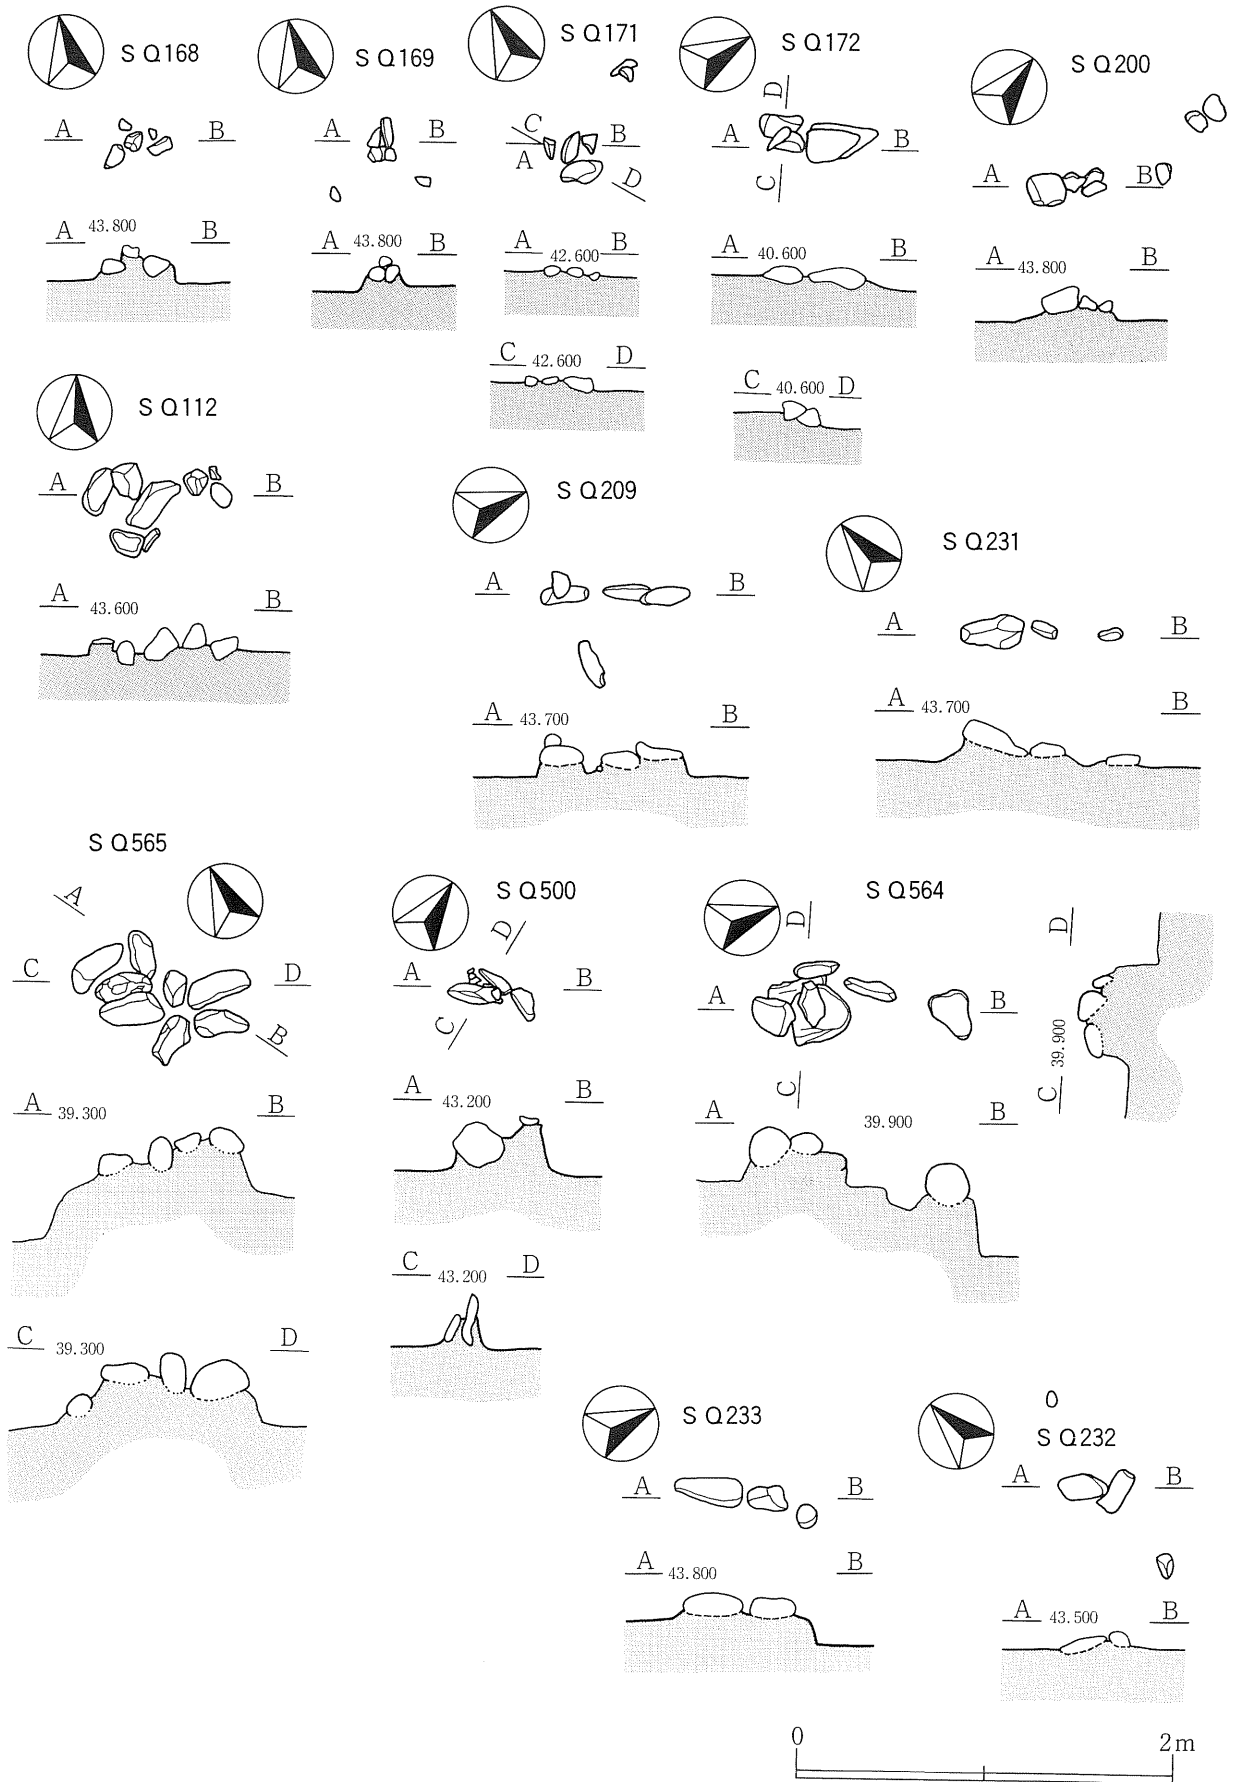 S Q168
A B
A 43.800 B
S Q169
A B
A 43.800 B
S Q171
C B
A D
A 42.600 B
C 42.600 D
S Q172
D
A B
C
A 40.600 B
C 40.600 D
S Q200
A B
A 43.800 B
S Q112
A B
A 43.600 B
S Q209
A B
A 43.700 B
S Q231
A B
A 43.700 B
S Q565
A
C D
B
A 39.300 B
C 39.300 D
S Q500
D
A B
C
A 43.200 B
C 43.200 D
S Q564
D
A B
C
A 39.900 B
D
C 39.900
S Q233
A B
A 43.800 B
S Q232
A B
A 43.500 B
0 2m